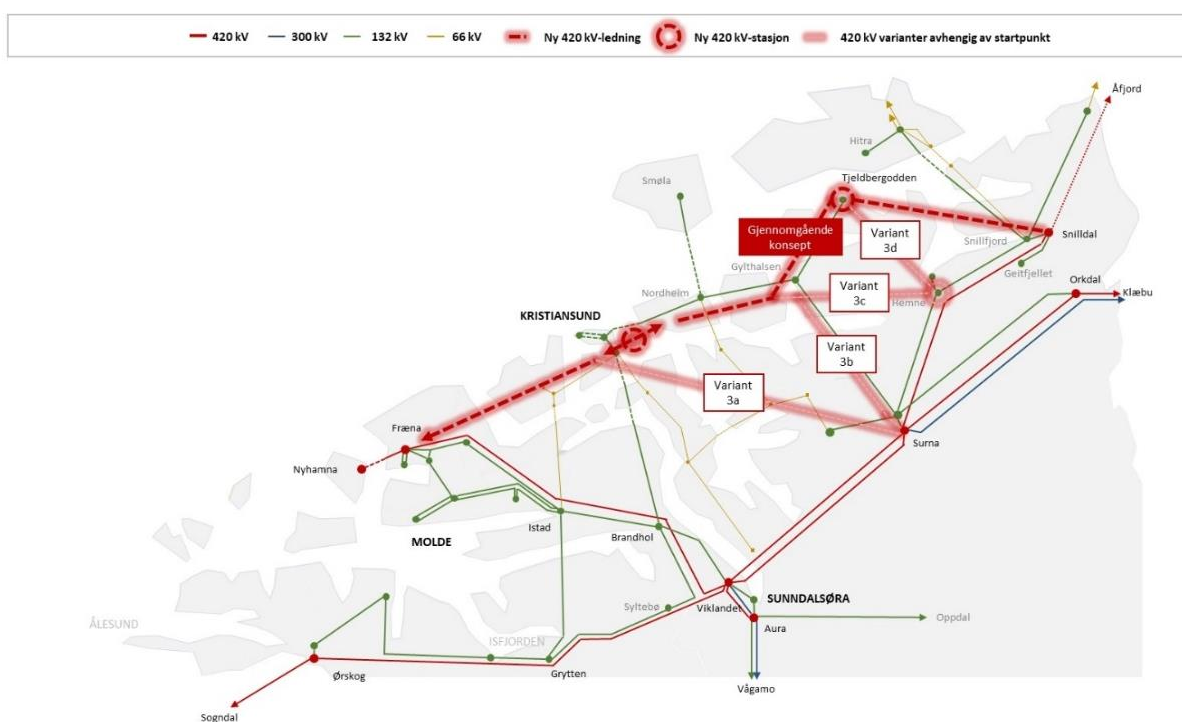 420 kV
300 kV
132 kV
66 kV
Ny 420 kV-ledning
Ny 420 kV-stasjon
420 kV varianter avhengig av startpunkt
Åfjord
Hitra
Tjeldbergodden
Smøla
Gjennomgående
konsept
Variant
3d
Snillfjord
Snilldal
Gylthalsen
Geitfjellet
Orkdal
Variant
3c
Hemne
Klæbu
Nordheim
KRISTIANSUND
Variant
3b
Variant
3a
Fræna
Surna
Nyhamna
Istad
Brandhol
MOLDE
Viklandet
SUNNDALSØRA
Syltebø
Aura
Oppdal
ÅLESUND
ISFJORDEN
Ørskog
Grytten
Vågamo
Sogndal